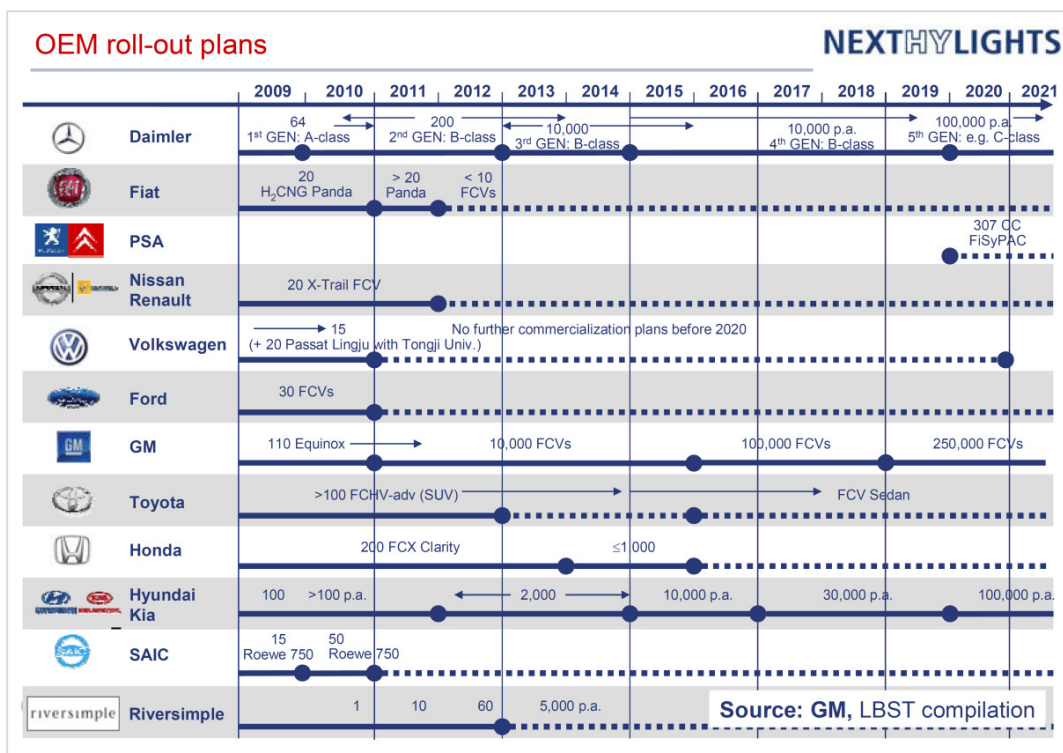 OEM roll-out plans
NEXTHYLIGHTS
2009 2010 2011 2012 2013 2014 2015 2016 2017 2018 2019 2020 2021
Daimler
64
1st GEN: A-class
200
2nd GEN: B-class
10,000
3rd GEN: B-class
10,000 p.a.
4th GEN: B-class
100,000 p.a.
5th GEN: e.g. C-class
FIAT
Fiat
20
H2CNG Panda
> 20
Panda
< 10
FCVs
PSA
307 CC
FiSyPAC
Nissan
Renault
20 X-Trail FCV
Volkswagen
15
(+ 20 Passat Lingju with Tongji Univ.)
No further commercialization plans before 2020
Ford
30 FCVs
GM
GM
110 Equinox
10,000 FCVs
100,000 FCVs
250,000 FCVs
Toyota
>100 FCHV-adv (SUV)
FCV Sedan
Honda
200 FCX Clarity
≤1,000
Hyundai
Kia
100
>100 p.a.
2,000
10,000 p.a.
30,000 p.a.
100,000 p.a.
SAIC
15
Roewe 750
50
Roewe 750
riversimple
Riversimple
1
10
60
5,000 p.a.
Source: GM, LBST compilation